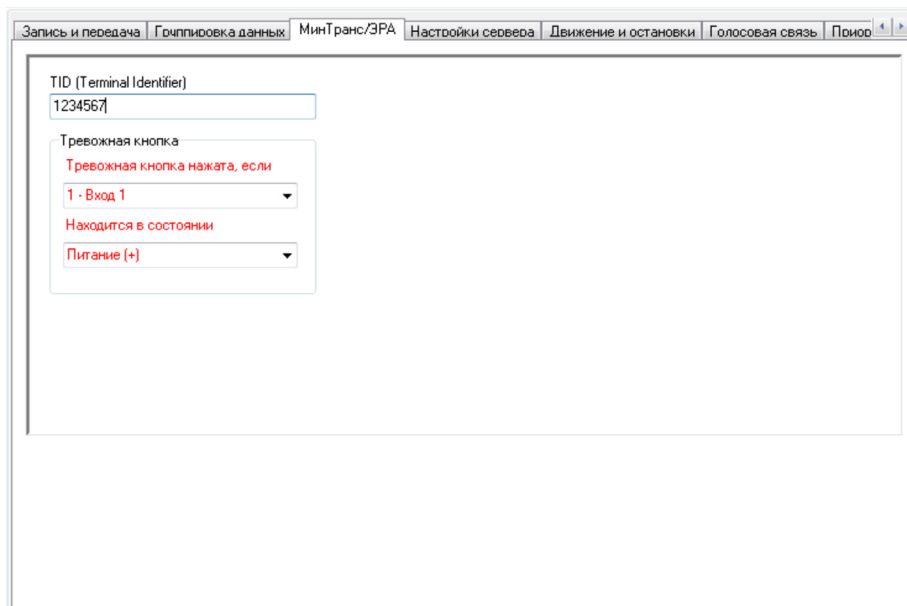 Запись и передача Группировка данных МинТранс/ЭРА Настройки сервера Движение и остановки Голосовая связь Приор
TID (Terminal Identifier)
1234567
Тревожная кнопка
Тревожная кнопка нажата, если
1 - Вход 1
Находится в состоянии
Питание (+)